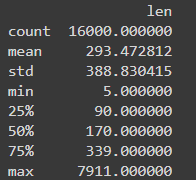 len
count 16000.000000
mean 293.472812
std 388.830415
min 5.000000
25% 90.000000
50% 170.000000
75% 339.000000
max 7911.000000